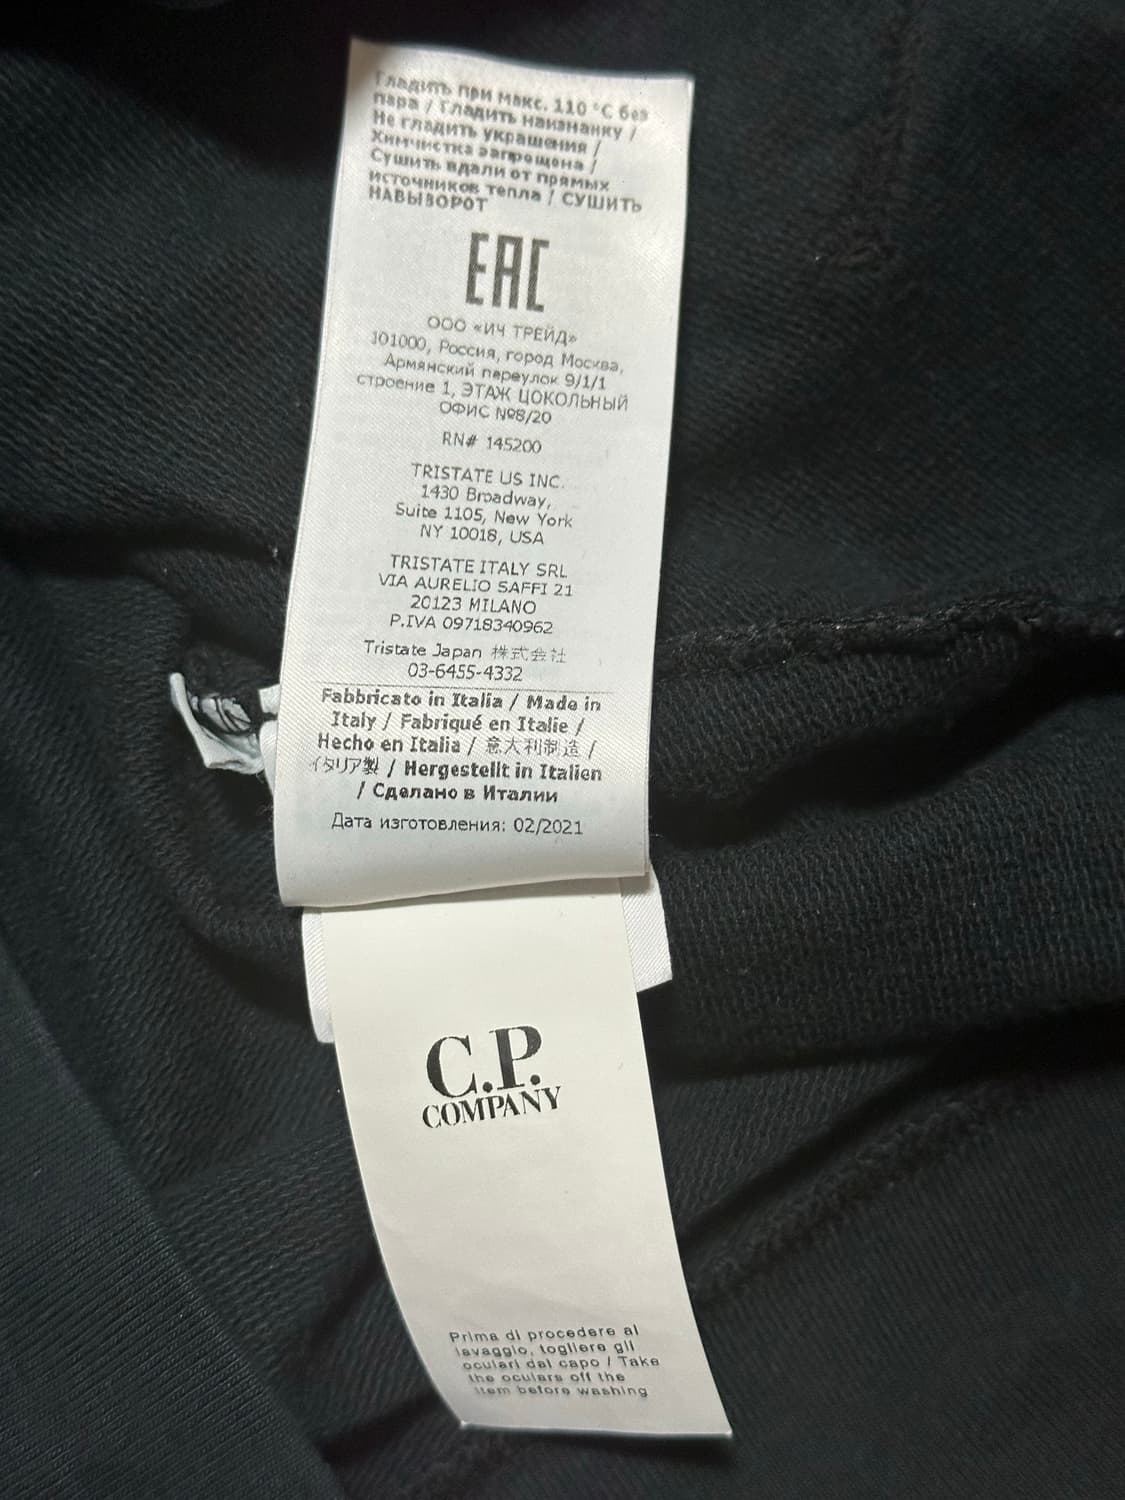 Гладить при макс. 110 °C без
пара / Гладить наизнанку /
Не гладить украшения /
Химчистка запрощена /
Сушить вдали от прямых
источников тепла / СУШИТЬ
НАВЫВОРОТ
EAC
ООО «ИЧ ТРЕЙД»
101000, Россия, город Москва,
Армянский переулок 9/1/1
строение 1, ЭТАЖ ЦОКОЛЬНЫЙ
ОФИС №8/20
RN# 145200
TRISTATE US INC.
1430 Broadway,
Suite 1105, New York
NY 10018, USA
TRISTATE ITALY SRL
VIA AURELIO SAFFI 21
20123 MILANO
P.IVA 09718340962
Tristate Japan 株式会社
03-6455-4332
Fabbricato in Italia / Made in
Italy / Fabriqué en Italie /
Hecho en Italia / 意大利制造 /
イタリア製 / Hergestellt in Italien
/ Сделано в Италии
Дата изготовления: 02/2021
C.P.
COMPANY
Prima di procedere al
lavaggio, togliere gli
oculari dal capo / Take
the oculars off the
item before washing